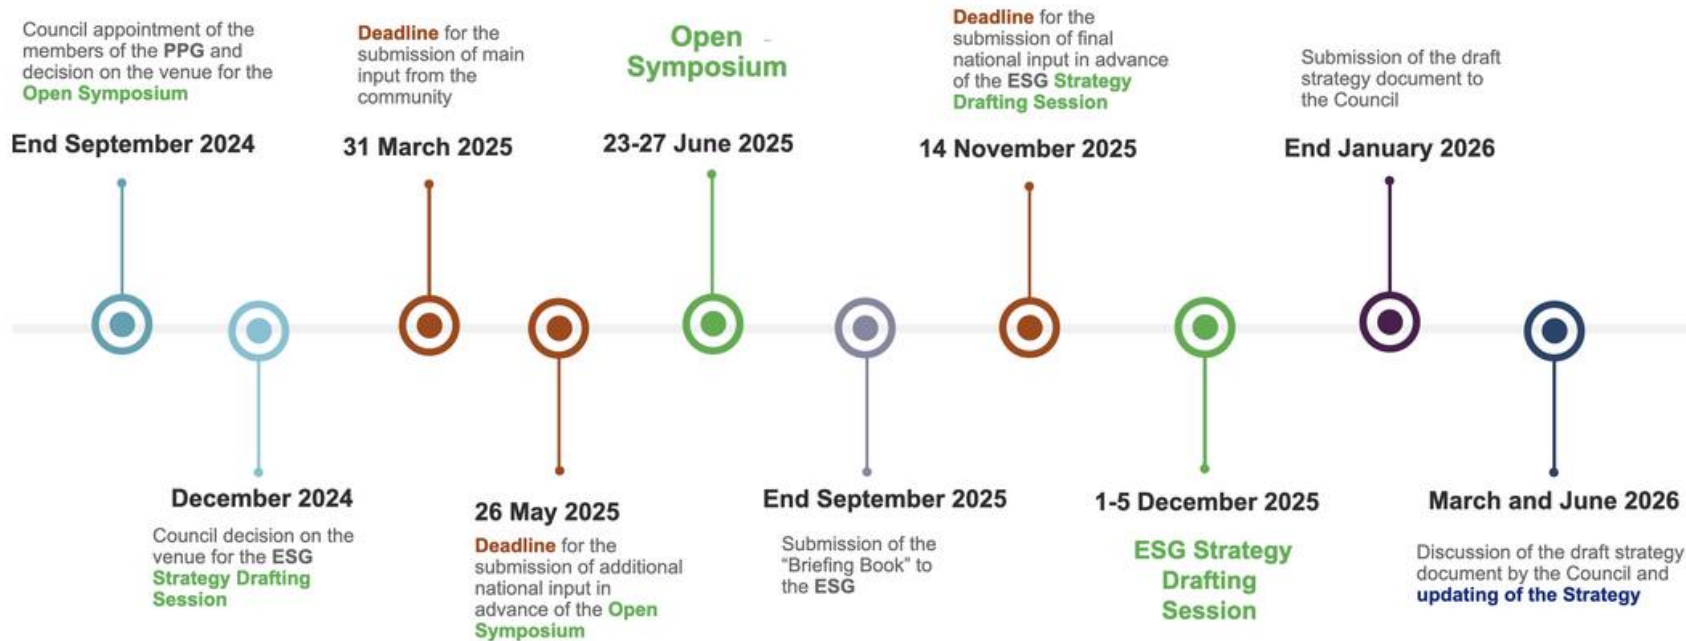 Council appointment of the
members of the PPG and
decision on the venue for the
Open Symposium
End September 2024
December 2024
Council decision on the
venue for the ESG
Strategy Drafting
Session
Deadline for the
submission of main
input from the
community
31 March 2025
26 May 2025
Deadline for the
submission of additional
national input in
advance of the Open
Symposium
Open
Symposium
23-27 June 2025
End September 2025
Submission of the
“Briefing Book” to
the ESG
Deadline for the
submission of final
national input in advance
of the ESG Strategy
Drafting Session
14 November 2025
1-5 December 2025
ESG Strategy
Drafting
Session
Submission of the draft
strategy document to
the Council
End January 2026
March and June 2026
Discussion of the draft strategy
document by the Council and
updating of the Strategy